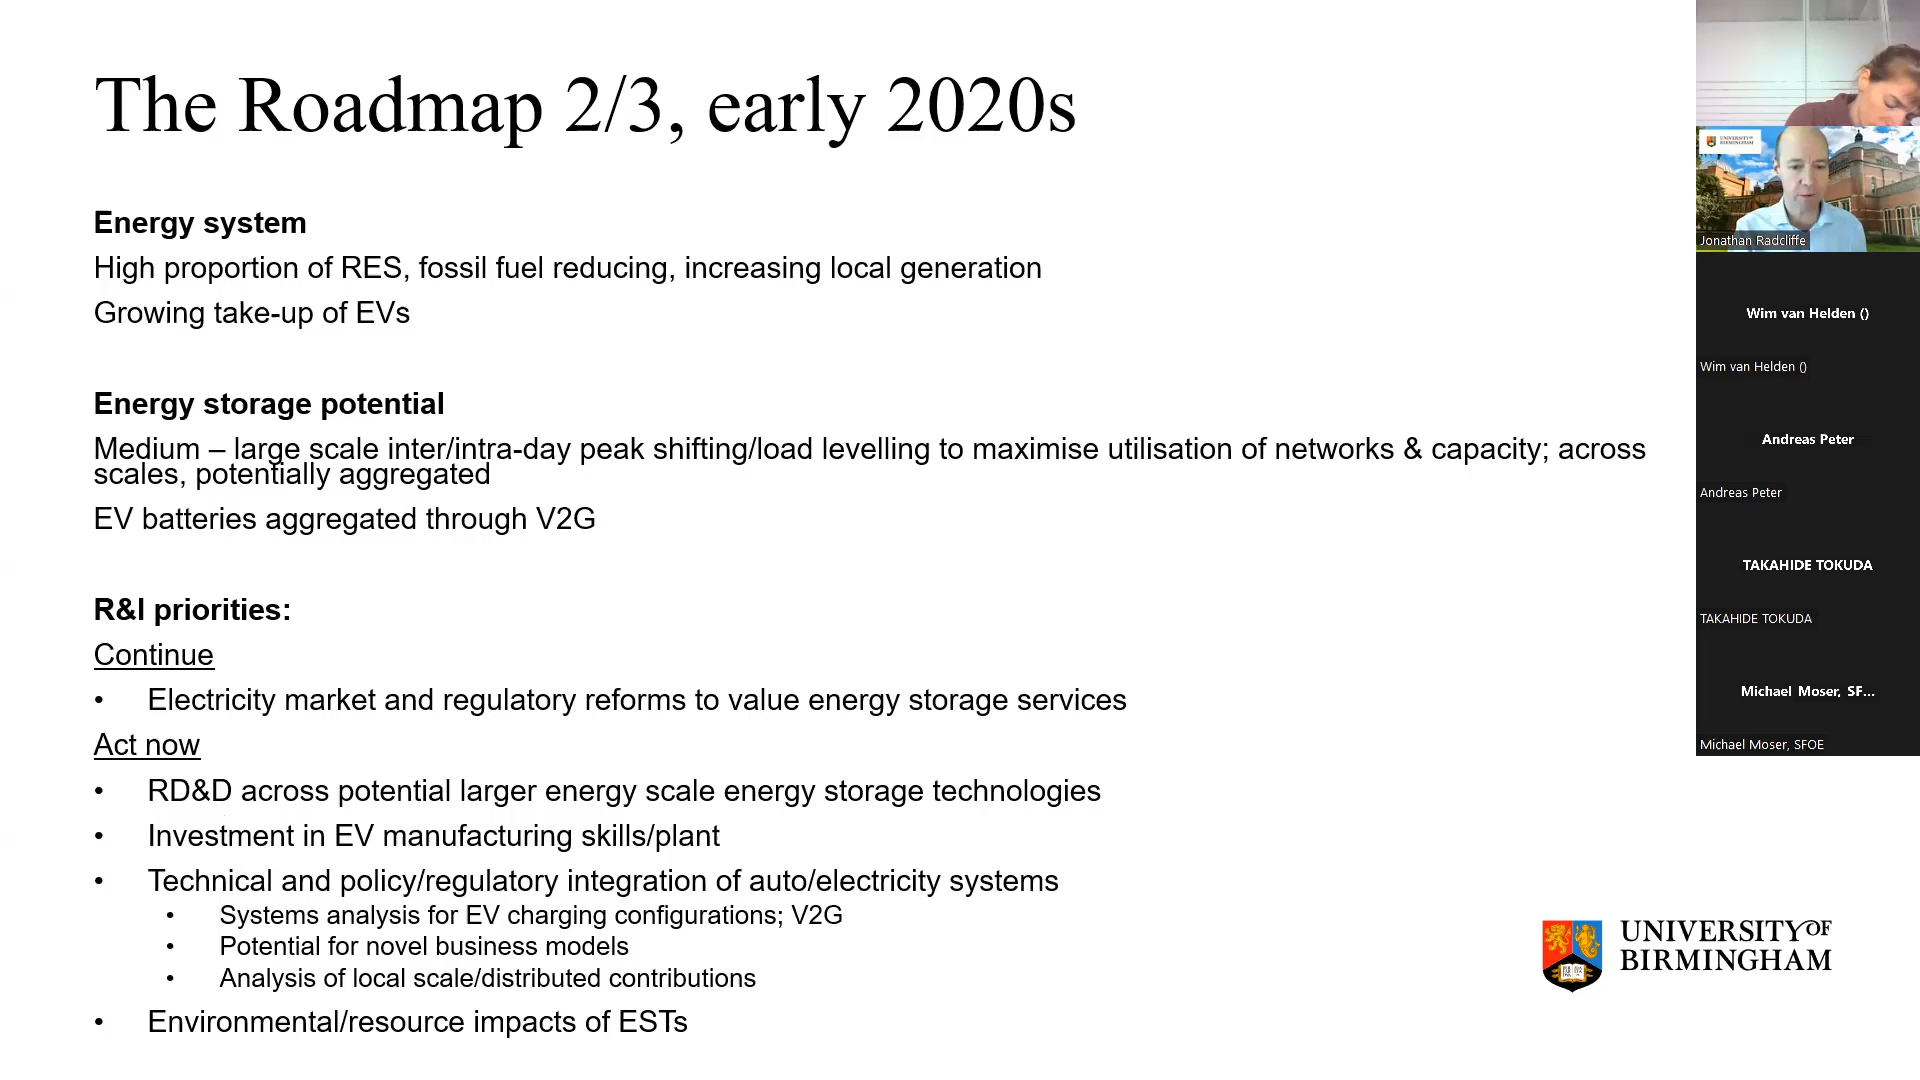 The Roadmap 2/3, early 2020s
Energy system
High proportion of RES, fossil fuel reducing, increasing local generation
Growing take-up of EVs
Energy storage potential
Medium – large scale inter/intra-day peak shifting/load levelling to maximise utilisation of networks & capacity; across
scales, potentially aggregated
EV batteries aggregated through V2G
R&I priorities:
Continue
• Electricity market and regulatory reforms to value energy storage services
Act now
• RD&D across potential larger energy scale energy storage technologies
• Investment in EV manufacturing skills/plant
• Technical and policy/regulatory integration of auto/electricity systems
• Systems analysis for EV charging configurations; V2G
• Potential for novel business models
• Analysis of local scale/distributed contributions
• Environmental/resource impacts of ESTs
UNIVERSITY OF
BIRMINGHAM
UNIVERSITY OF
BIRMINGHAM
Jonathan Radcliffe
Wim van Helden ()
Wim van Helden ()
Andreas Peter
Andreas Peter
TAKAHIDE TOKUDA
TAKAHIDE TOKUDA
Michael Moser, SF...
Michael Moser, SFOE